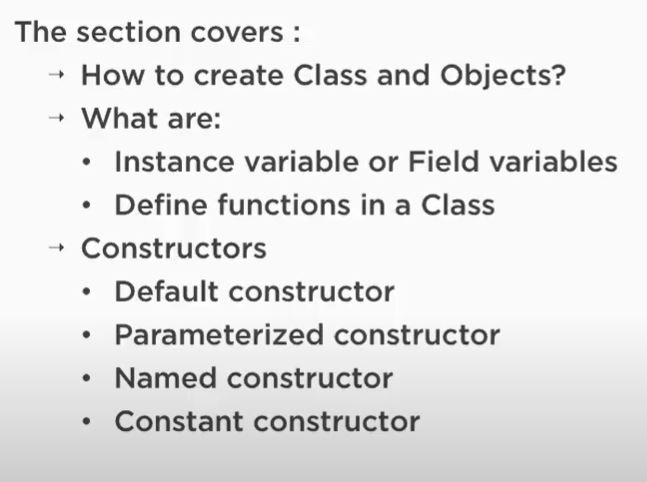 The section covers :
→ How to create Class and Objects?
→ What are:
• Instance variable or Field variables
• Define functions in a Class
→ Constructors
• Default constructor
• Parameterized constructor
• Named constructor
• Constant constructor